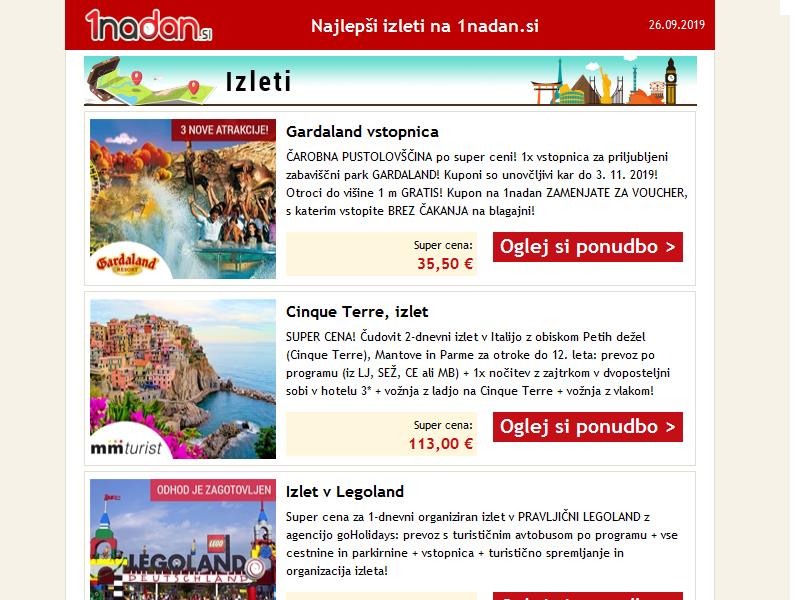 1nadan.si
Najlepši izleti na 1nadan.si
26.09.2019
Izleti
3 NOVE ATRAKCIJE!
Gardaland
RESORT
Gardaland vstopnica
ČAROBNA PUSTOLOVŠČINA po super ceni! 1x vstopnica za priljubljeni
zabaviščni park GARDALAND! Kuponi so unovčljivi kar do 3. 11. 2019!
Otroci do višine 1 m GRATIS! Kupon na 1nadan ZAMENJATE ZA VOUCHER,
s katerim vstopite BREZ ČAKANJA na blagajni!
Super cena:
35,50 €
Oglej si ponudbo >
mmturist
Cinque Terre, izlet
SUPER CENA! Čudovit 2-dnevni izlet v Italijo z obiskom Petih dežel
(Cinque Terre), Mantove in Parme za otroke do 12. leta: prevoz po
programu (iz LJ, SEŽ, CE ali MB) + 1x nočitev z zajtrkom v dvoposteljni
sobi v hotelu 3* + vožnja z ladjo na Cinque Terre + vožnja z vlakom!
Super cena:
113,00 €
Oglej si ponudbo >
ODHOD JE ZAGOTOVLJEN
LEGO
LEGOLAND
DEUTSCHLAND
Izlet v Legoland
Super cena za 1-dnevni organiziran izlet v PRAVLJIČNI LEGOLAND z
agencijo goHolidays: prevoz s turističnim avtobusom po programu + vse
cestnine in parkirnine + vstopnica + turistično spremljanje in
organizacija izleta!